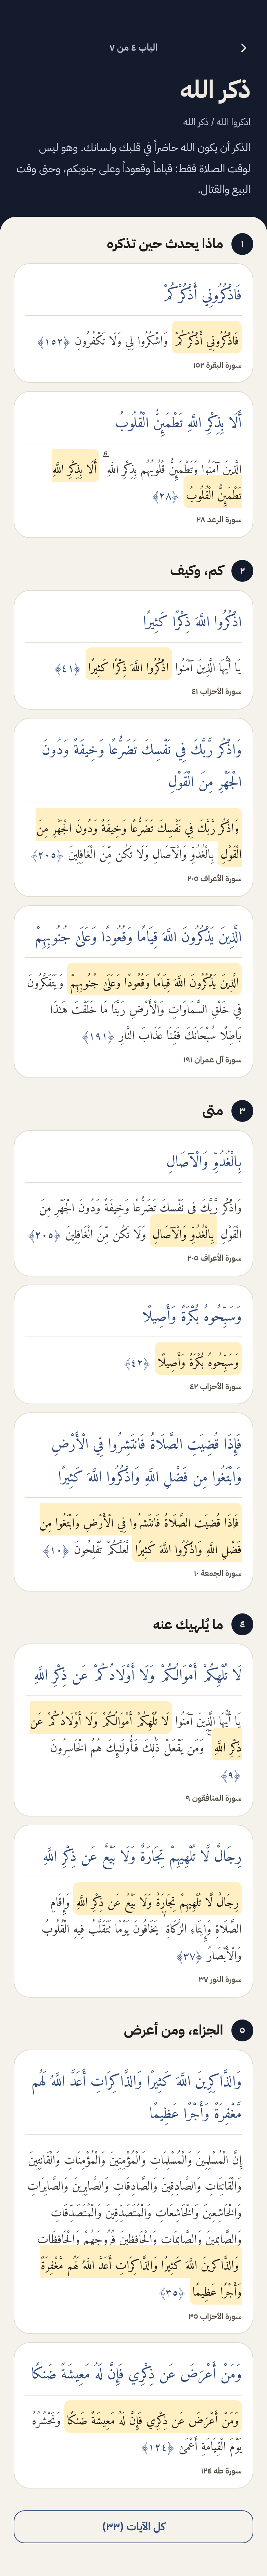 الباب ٤ من ٧
ذكر الله
اذكروا الله / ذكر الله
الذكر أن يكون الله حاضراً في قلبك ولسانك. وهو ليس
لوقت الصلاة فقط: قياماً وقعوداً وعلى جنوبكم، وحتى وقت
البيع والقتال.
١ ماذا يحدث حين تذكره
فَاذْكُرُونِي أَذْكُرْكُمْ
فَاذْكُرُونِي أَذْكُرْكُمْ وَاشْكُرُوا لِي وَلَا تَكْفُرُونِ ﴿١٥٢﴾
سورة البقرة ١٥٢
أَلَا بِذِكْرِ اللَّهِ تَطْمَئِنُّ الْقُلُوبُ
الَّذِينَ آمَنُوا وَتَطْمَئِنُّ قُلُوبُهُم بِذِكْرِ اللَّهِ ۗ أَلَا بِذِكْرِ اللَّهِ
تَطْمَئِنُّ الْقُلُوبُ ﴿٢٨﴾
سورة الرعد ٢٨
٢ كم، وكيف
اذْكُرُوا اللَّهَ ذِكْرًا كَثِيرًا
يَا أَيُّهَا الَّذِينَ آمَنُوا اذْكُرُوا اللَّهَ ذِكْرًا كَثِيرًا ﴿٤١﴾
سورة الأحزاب ٤١
وَاذْكُر رَّبَّكَ فِي نَفْسِكَ تَضَرُّعًا وَخِيفَةً وَدُونَ
الْجَهْرِ مِنَ الْقَوْلِ
وَاذْكُر رَّبَّكَ فِي نَفْسِكَ تَضَرُّعًا وَخِيفَةً وَدُونَ الْجَهْرِ مِنَ
الْقَوْلِ بِالْغُدُوِّ وَالْآصَالِ وَلَا تَكُن مِّنَ الْغَافِلِينَ ﴿٢٠٥﴾
سورة الأعراف ٢٠٥
الَّذِينَ يَذْكُرُونَ اللَّهَ قِيَامًا وَقُعُودًا وَعَلَىٰ جُنُوبِهِمْ
الَّذِينَ يَذْكُرُونَ اللَّهَ قِيَامًا وَقُعُودًا وَعَلَىٰ جُنُوبِهِمْ وَيَتَفَكَّرُونَ
فِي خَلْقِ السَّمَاوَاتِ وَالْأَرْضِ رَبَّنَا مَا خَلَقْتَ هَٰذَا
بَاطِلًا سُبْحَانَكَ فَقِنَا عَذَابَ النَّارِ ﴿١٩١﴾
سورة آل عمران ١٩١
٣ متى
بِالْغُدُوِّ وَالْآصَالِ
وَاذْكُر رَّبَّكَ فِي نَفْسِكَ تَضَرُّعًا وَخِيفَةً وَدُونَ الْجَهْرِ مِنَ
الْقَوْلِ بِالْغُدُوِّ وَالْآصَالِ وَلَا تَكُن مِّنَ الْغَافِلِينَ ﴿٢٠٥﴾
سورة الأعراف ٢٠٥
وَسَبِّحُوهُ بُكْرَةً وَأَصِيلًا
وَسَبِّحُوهُ بُكْرَةً وَأَصِيلًا ﴿٤٢﴾
سورة الأحزاب ٤٢
فَإِذَا قُضِيَتِ الصَّلَاةُ فَانتَشِرُوا فِي الْأَرْضِ
وَابْتَغُوا مِن فَضْلِ اللَّهِ وَاذْكُرُوا اللَّهَ كَثِيرًا
فَإِذَا قُضِيَتِ الصَّلَاةُ فَانتَشِرُوا فِي الْأَرْضِ وَابْتَغُوا مِن
فَضْلِ اللَّهِ وَاذْكُرُوا اللَّهَ كَثِيرًا لَّعَلَّكُمْ تُفْلِحُونَ ﴿١٠﴾
سورة الجمعة ١٠
٤ ما يُلهيك عنه
لَا تُلْهِكُمْ أَمْوَالُكُمْ وَلَا أَوْلَادُكُمْ عَن ذِكْرِ اللَّهِ
يَا أَيُّهَا الَّذِينَ آمَنُوا لَا تُلْهِكُمْ أَمْوَالُكُمْ وَلَا أَوْلَادُكُمْ عَن
ذِكْرِ اللَّهِ ۚ وَمَن يَفْعَلْ ذَٰلِكَ فَأُولَٰئِكَ هُمُ الْخَاسِرُونَ
﴿٩﴾
سورة المنافقون ٩
رِجَالٌ لَّا تُلْهِيهِمْ تِجَارَةٌ وَلَا بَيْعٌ عَن ذِكْرِ اللَّهِ
رِجَالٌ لَّا تُلْهِيهِمْ تِجَارَةٌ وَلَا بَيْعٌ عَن ذِكْرِ اللَّهِ وَإِقَامِ
الصَّلَاةِ وَإِيتَاءِ الزَّكَاةِ ۙ يَخَافُونَ يَوْمًا تَتَقَلَّبُ فِيهِ الْقُلُوبُ
وَالْأَبْصَارُ ﴿٣٧﴾
سورة النور ٣٧
٥ الجزاء، ومن أعرض
وَالذَّاكِرِينَ اللَّهَ كَثِيرًا وَالذَّاكِرَاتِ أَعَدَّ اللَّهُ لَهُم
مَّغْفِرَةً وَأَجْرًا عَظِيمًا
إِنَّ الْمُسْلِمِينَ وَالْمُسْلِمَاتِ وَالْمُؤْمِنِينَ وَالْمُؤْمِنَاتِ وَالْقَانِتِينَ
وَالْقَانِتَاتِ وَالصَّادِقِينَ وَالصَّادِقَاتِ وَالصَّابِرِينَ وَالصَّابِرَاتِ
وَالْخَاشِعِينَ وَالْخَاشِعَاتِ وَالْمُتَصَدِّقِينَ وَالْمُتَصَدِّقَاتِ
وَالصَّائِمِينَ وَالصَّائِمَاتِ وَالْحَافِظِينَ فُرُوجَهُمْ وَالْحَافِظَاتِ
وَالذَّاكِرِينَ اللَّهَ كَثِيرًا وَالذَّاكِرَاتِ أَعَدَّ اللَّهُ لَهُم مَّغْفِرَةً
وَأَجْرًا عَظِيمًا ﴿٣٥﴾
سورة الأحزاب ٣٥
وَمَنْ أَعْرَضَ عَن ذِكْرِي فَإِنَّ لَهُ مَعِيشَةً ضَنكًا
وَمَنْ أَعْرَضَ عَن ذِكْرِي فَإِنَّ لَهُ مَعِيشَةً ضَنكًا وَنَحْشُرُهُ
يَوْمَ الْقِيَامَةِ أَعْمَىٰ ﴿١٢٤﴾
سورة طه ١٢٤
كل الآيات (٣٣)